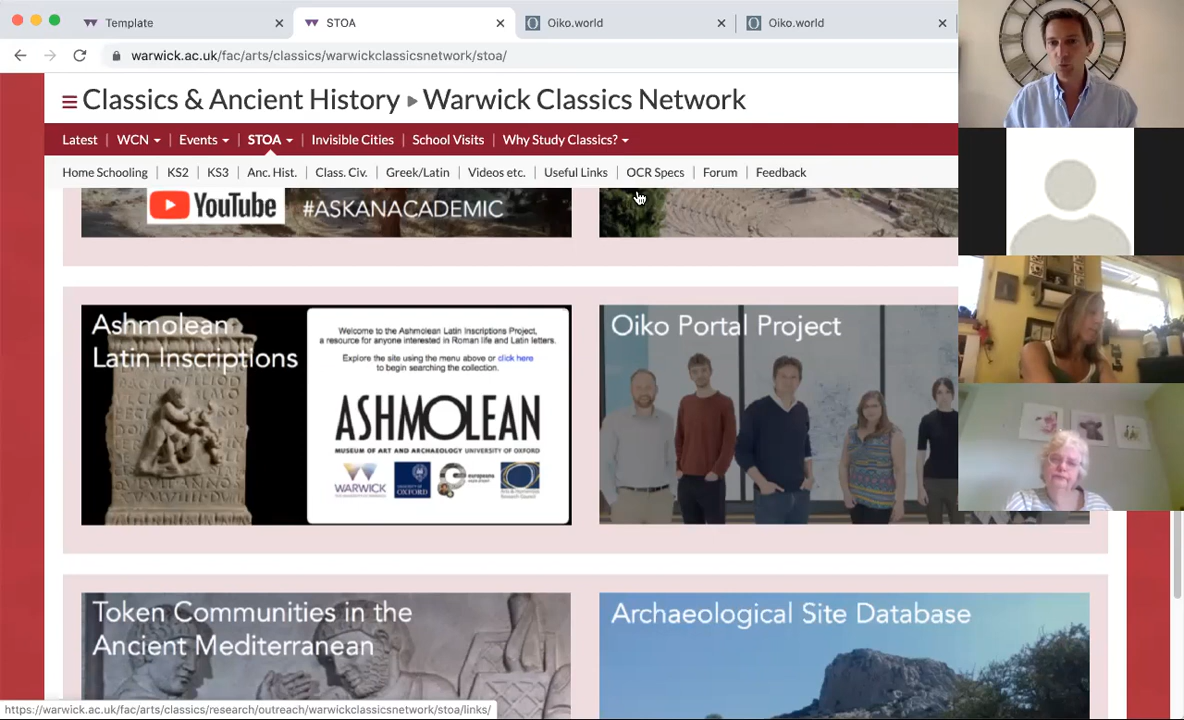 Template
STOA
Oiko.world
Oiko.world
warwick.ac.uk/fac/arts/classics/warwickclassicsnetwork/stoa/
Classics & Ancient History ▸ Warwick Classics Network
Latest WCN Events STOA Invisible Cities School Visits Why Study Classics?
Home Schooling KS2 KS3 Anc. Hist. Class. Civ. Greek/Latin Videos etc. Useful Links OCR Specs Forum Feedback
YouTube #ASKANACADEMIC
Ashmolean
Latin Inscriptions
Welcome to the Ashmolean Latin Inscriptions Project,
a resource for anyone interested in Roman life and Latin letters.
Explore the site using the menu above or click here
to begin searching the collection.
ASHMOLEAN
MUSEUM OF ART AND ARCHAEOLOGY UNIVERSITY OF OXFORD
WARWICK
Oiko Portal Project
Token Communities in the
Ancient Mediterranean
Archaeological Site Database
https://warwick.ac.uk/fac/arts/classics/research/outreach/warwickclassicsnetwork/stoa/links/